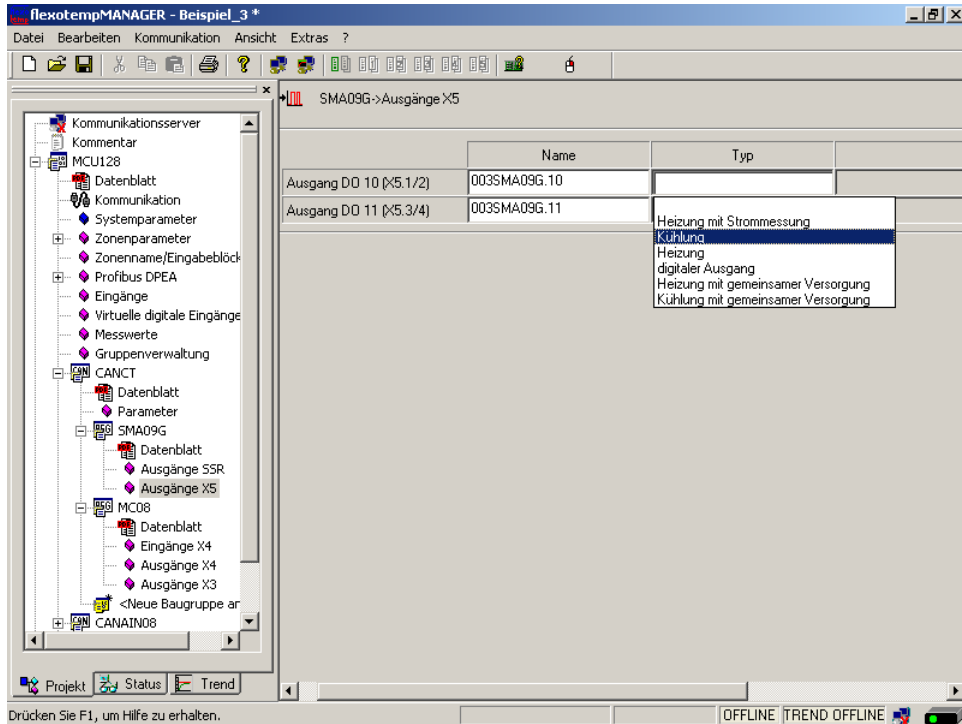 flexotempMANAGER - Beispiel_3 *
Datei Bearbeiten Kommunikation Ansicht Extras ?
SMA09G->Ausgänge X5
Kommunikationsserver
Kommentar
MCU128
Datenblatt
Kommunikation
Systemparameter
Zonenparameter
Zonenname/Eingabeblöck
Profibus DPEA
Eingänge
Virtuelle digitale Eingänge
Messwerte
Gruppenverwaltung
CANCT
Datenblatt
Parameter
SMA09G
Datenblatt
Ausgänge SSR
Ausgänge X5
MC08
Datenblatt
Eingänge X4
Ausgänge X4
Ausgänge X3
<Neue Baugruppe an
CANAIN08
Projekt Status Trend
Name Typ
Ausgang DO 10 (X5.1/2) 003SMA09G.10
Ausgang DO 11 (X5.3/4) 003SMA09G.11
Heizung mit Strommessung
Kühlung
Heizung
digitaler Ausgang
Heizung mit gemeinsamer Versorgung
Kühlung mit gemeinsamer Versorgung
Drücken Sie F1, um Hilfe zu erhalten.
OFFLINE TREND OFFLINE